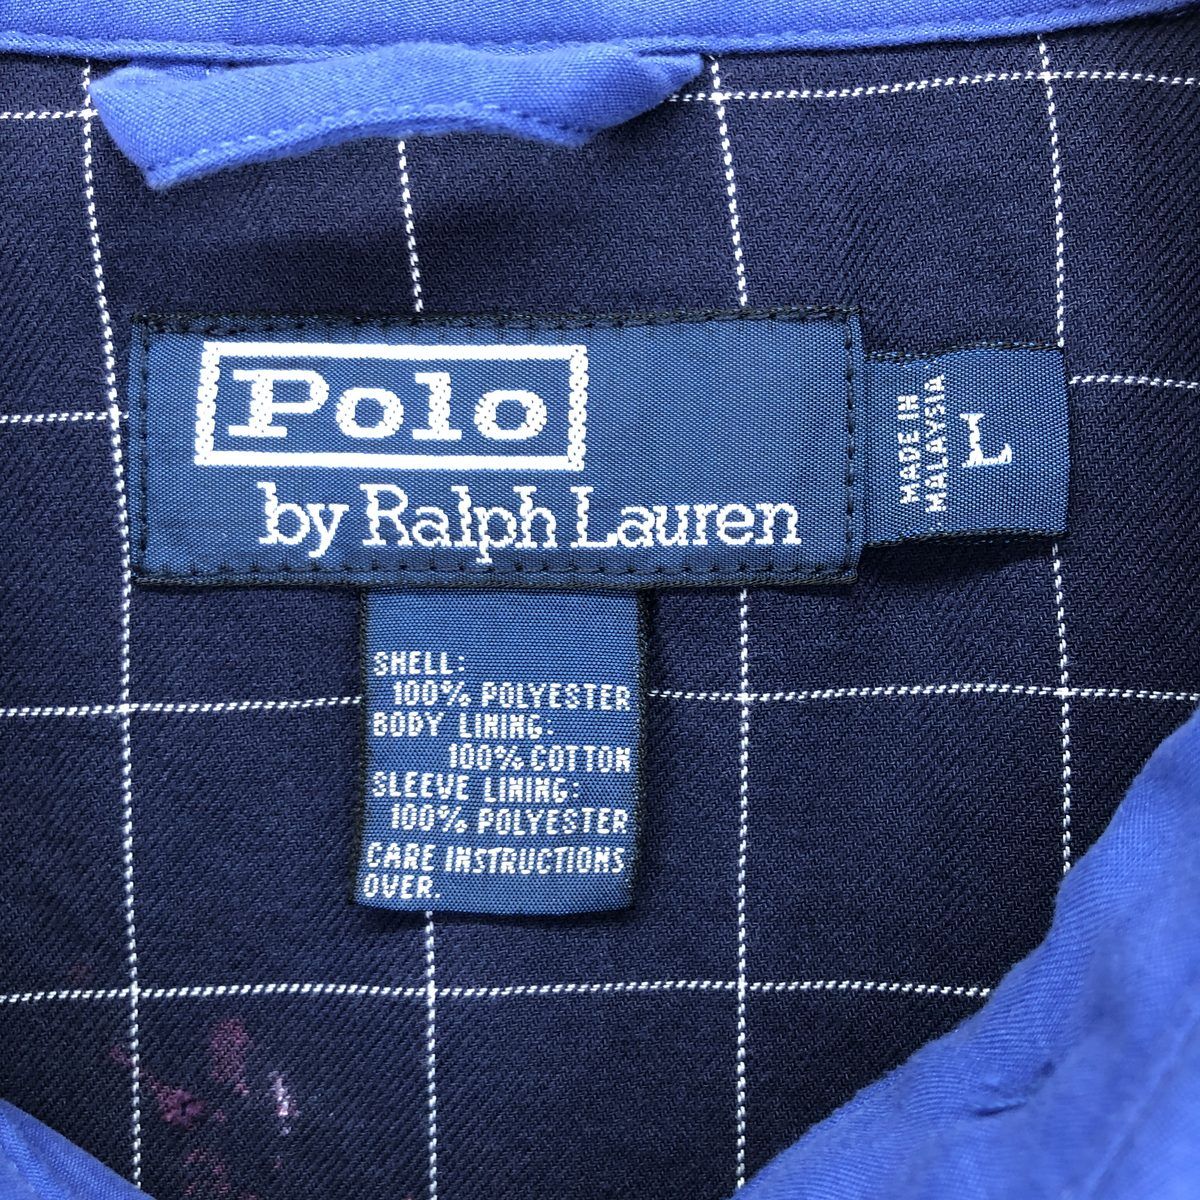 Polo
by Ralph Lauren
MADE IN
MALAYSIA
L
SHELL:
100% POLYESTER
BODY LINING:
100% COTTON
SLEEVE LINING:
100% POLYESTER
CARE INSTRUCTIONS
OVER.